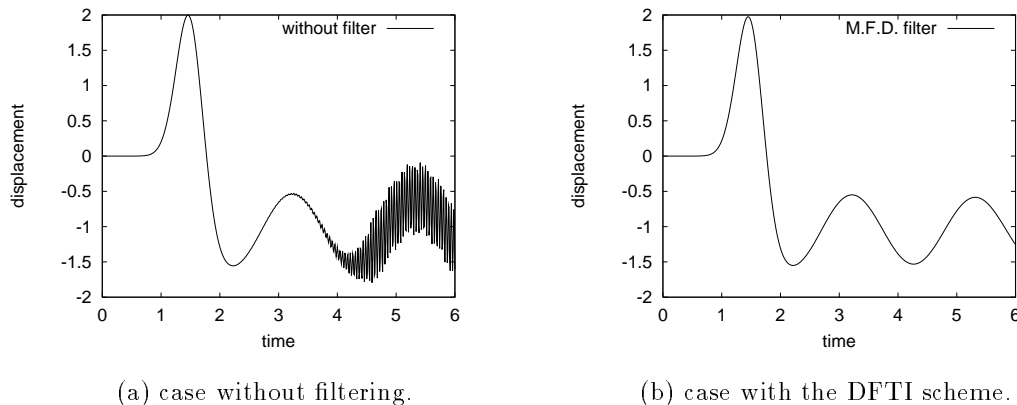 without filter
2
1.5
1
0.5
0
-0.5
-1
-1.5
-2
0 1 2 3 4 5 6
displacement
time
(a) case without filtering.
M.F.D. filter
2
1.5
1
0.5
0
-0.5
-1
-1.5
-2
0 1 2 3 4 5 6
displacement
time
(b) case with the DFTI scheme.